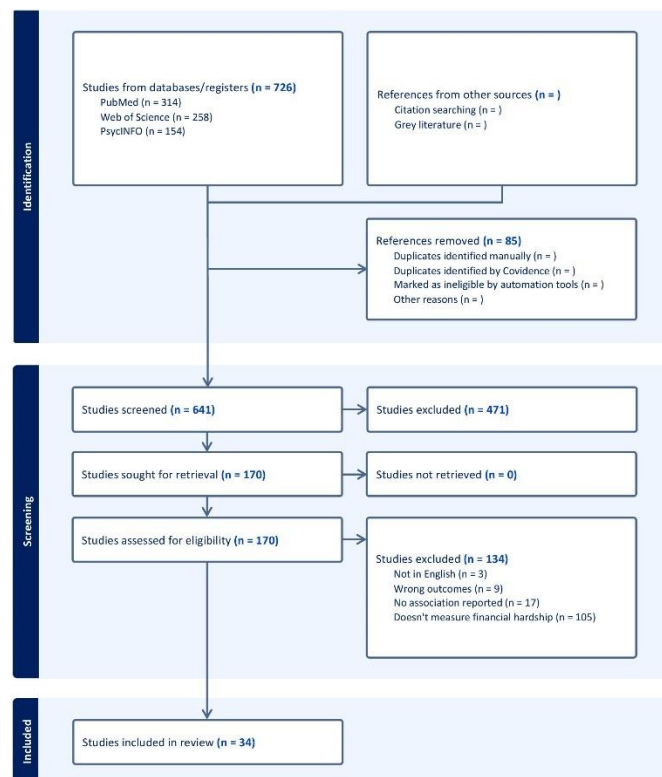 Identification
Studies from databases/registers (n = 726)
PubMed (n = 314)
Web of Science (n = 258)
PsycINFO (n = 154)
References from other sources (n = )
Citation searching (n = )
Grey literature (n = )
References removed (n = 85)
Duplicates identified manually (n = )
Duplicates identified by Covidence (n = )
Marked as ineligible by automation tools (n = )
Other reasons (n = )
Screening
Studies screened (n = 641)
Studies excluded (n = 471)
Studies sought for retrieval (n = 170)
Studies not retrieved (n = 0)
Studies assessed for eligibility (n = 170)
Studies excluded (n = 134)
Not in English (n = 3)
Wrong outcomes (n = 9)
No association reported (n = 17)
Doesn't measure financial hardship (n = 105)
Included
Studies included in review (n = 34)